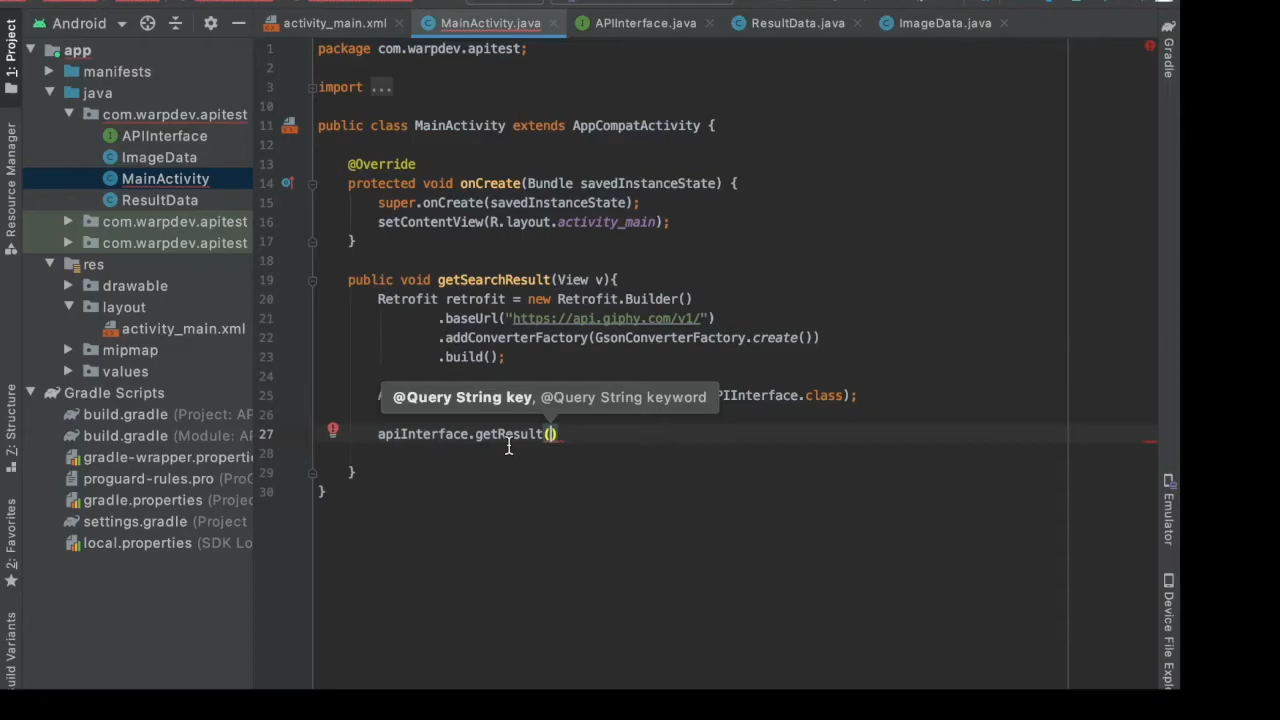 Android
activity_main.xml
MainActivity.java
APIInterface.java
ResultData.java
ImageData.java
1: Project
Resource Manager
Z: Structure
2: Favorites
uild Variants
app
manifests
java
com.warpdev.apitest
APIInterface
ImageData
MainActivity
ResultData
com.warpdev.apitest
com.warpdev.apitest
res
drawable
layout
activity_main.xml
mipmap
values
Gradle Scripts
build.gradle (Project: AP
build.gradle (Module: AP
gradle-wrapper.properti
proguard-rules.pro (ProG
gradle.properties (Projec
settings.gradle (Project
local.properties (SDK Lo
1 package com.warpdev.apitest;
2
3 import ...
10
11 public class MainActivity extends AppCompatActivity {
12
13 @Override
14 protected void onCreate(Bundle savedInstanceState) {
15 super.onCreate(savedInstanceState);
16 setContentView(R.layout.activity_main);
17 }
18
19 public void getSearchResult(View v){
20 Retrofit retrofit = new Retrofit.Builder()
21 .baseUrl("https://api.giphy.com/v1/")
22 .addConverterFactory(GsonConverterFactory.create())
23 .build();
24
@Query String key, @Query String keyword
25 PIInterface.class);
26
27 apiInterface.getResult()
28
29 }
30 }
Gradle
Emulator
Device File Expl